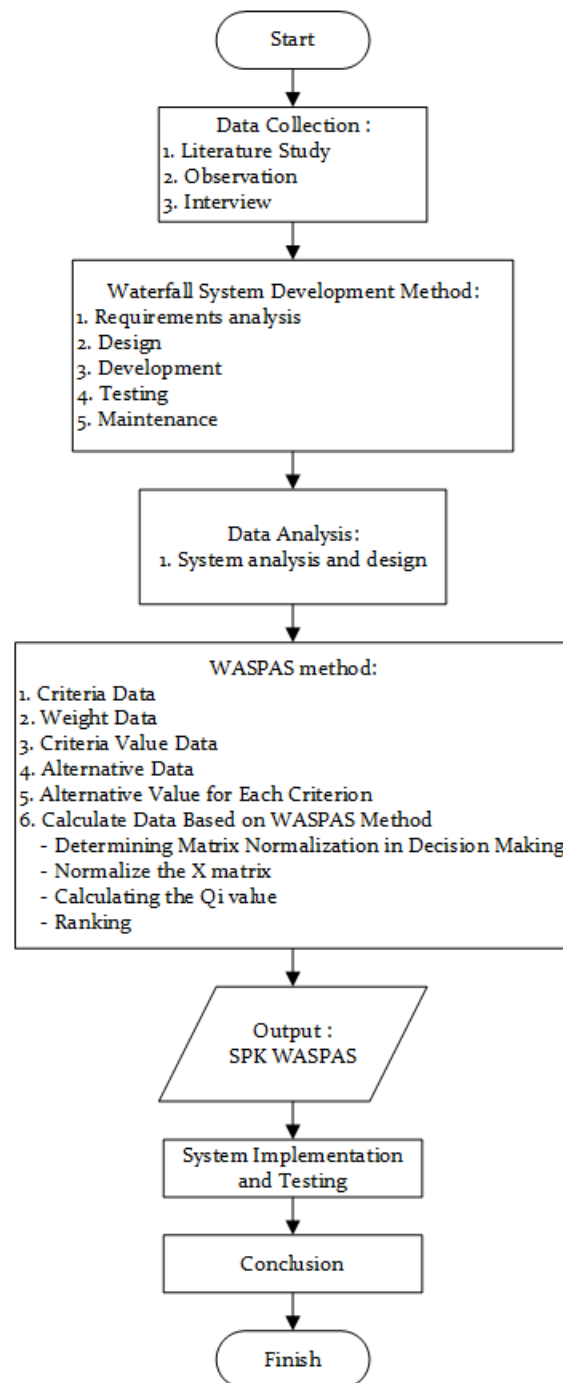 Start
Data Collection :
1. Literature Study
2. Observation
3. Interview
Waterfall System Development Method:
1. Requirements analysis
2. Design
3. Development
4. Testing
5. Maintenance
Data Analysis:
1. System analysis and design
WASPAS method:
1. Criteria Data
2. Weight Data
3. Criteria Value Data
4. Alternative Data
5. Alternative Value for Each Criterion
6. Calculate Data Based on WASPAS Method
- Determining Matrix Normalization in Decision Making
- Normalize the X matrix
- Calculating the Qi value
- Ranking
Output :
SPK WASPAS
System Implementation
and Testing
Conclusion
Finish